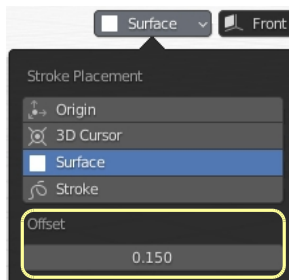 Surface Front
Stroke Placement
Origin
3D Cursor
Surface
Stroke
Offset
0.150